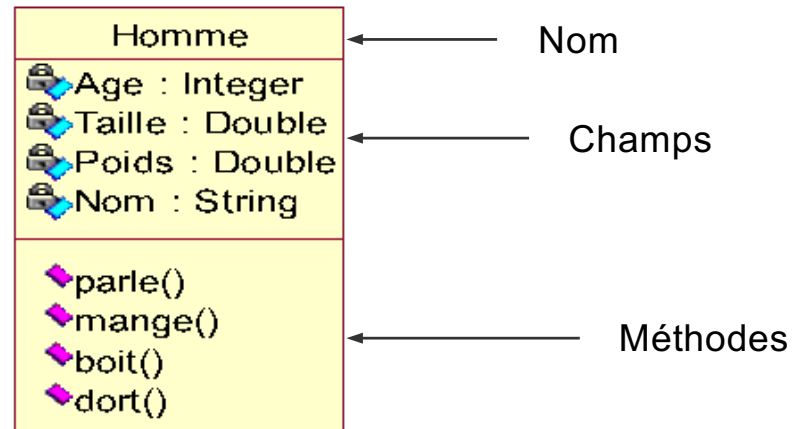 Homme
Nom
Age : Integer
Taille : Double
Champs
Poids : Double
Nom : String
parle()
mange()
Méthodes
boit()
dort()